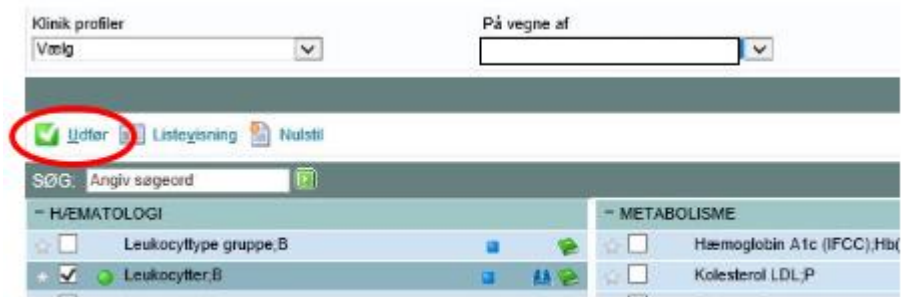 Klinik profiler
På vegne af
Vælg
Udfør
Listevisning
Nulstil
SØG: Angiv søgeord
- HÆMATOLOGI
- METABOLISME
Leukocyttype gruppe;B
Hæmoglobin A1c (IFCC);Hb(
Leukocytter;B
Kolesterol LDL;P